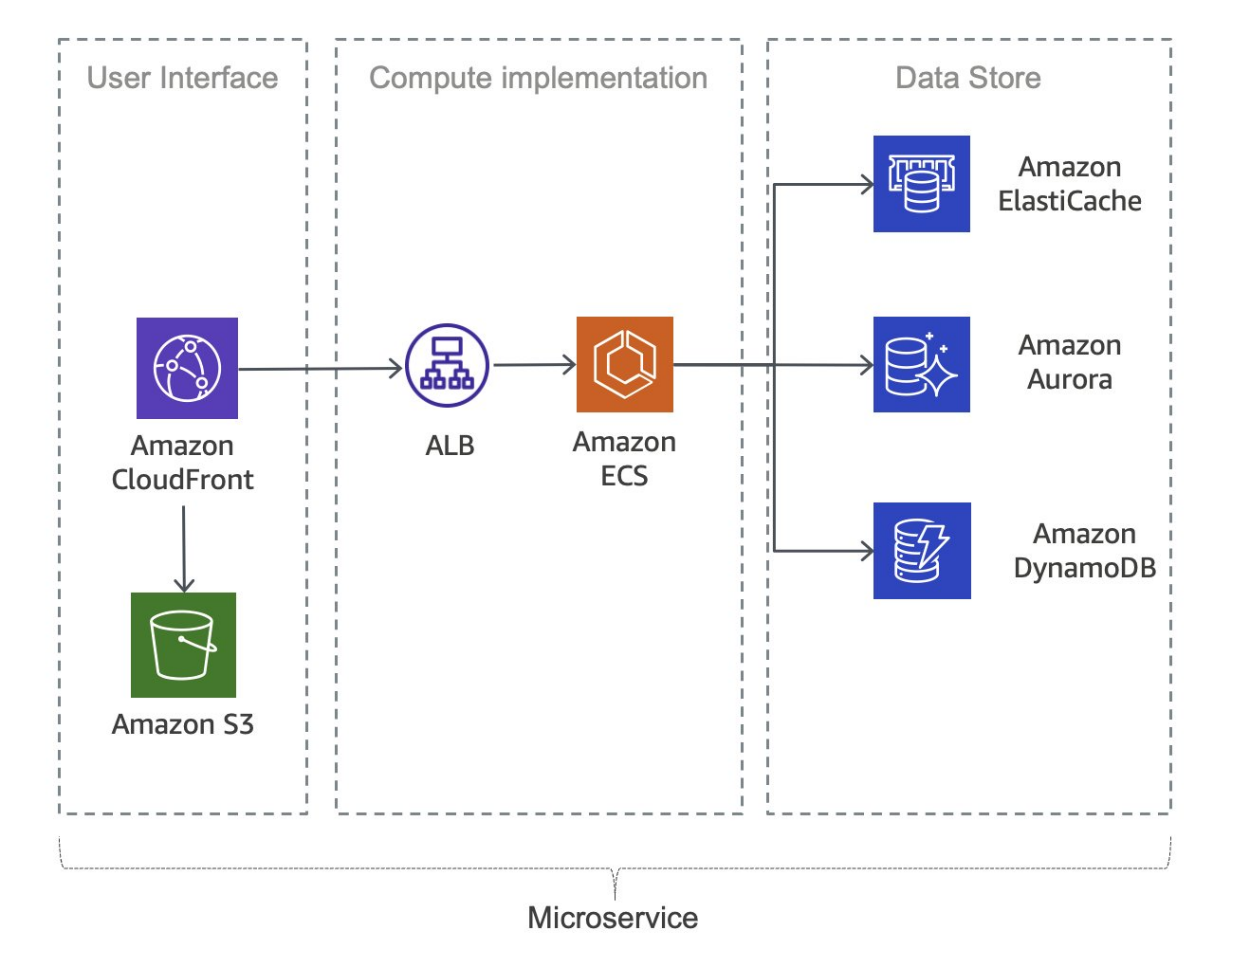 User Interface
Compute implementation
Data Store
Amazon
CloudFront
Amazon S3
ALB
Amazon
ECS
Amazon
ElastiCache
Amazon
Aurora
Amazon
DynamoDB
Microservice